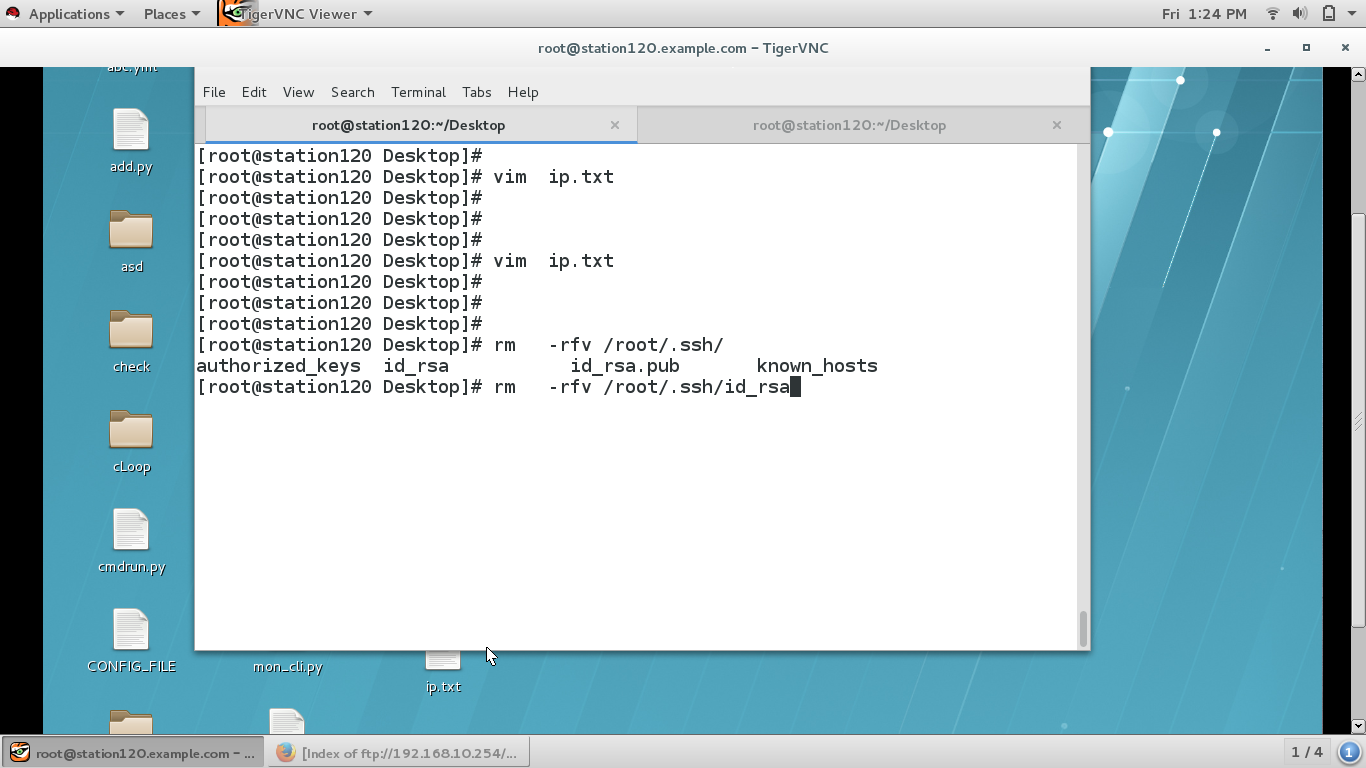 Applications Places TigerVNC Viewer Fri 1:24 PM
root@station120.example.com - TigerVNC
abc.yml
File Edit View Search Terminal Tabs Help
root@station120:~/Desktop × root@station120:~/Desktop ×
[root@station120 Desktop]#
[root@station120 Desktop]# vim  ip.txt
[root@station120 Desktop]#
[root@station120 Desktop]#
[root@station120 Desktop]#
[root@station120 Desktop]# vim  ip.txt
[root@station120 Desktop]#
[root@station120 Desktop]#
[root@station120 Desktop]#
[root@station120 Desktop]# rm   -rfv /root/.ssh/
authorized_keys  id_rsa           id_rsa.pub       known_hosts
[root@station120 Desktop]# rm   -rfv /root/.ssh/id_rsa
add.py
asd
check
cLoop
cmdrun.py
CONFIG_FILE mon_cli.py ip.txt
root@station120.example.com - ... [Index of ftp://192.168.10.254/... 1 / 4 1